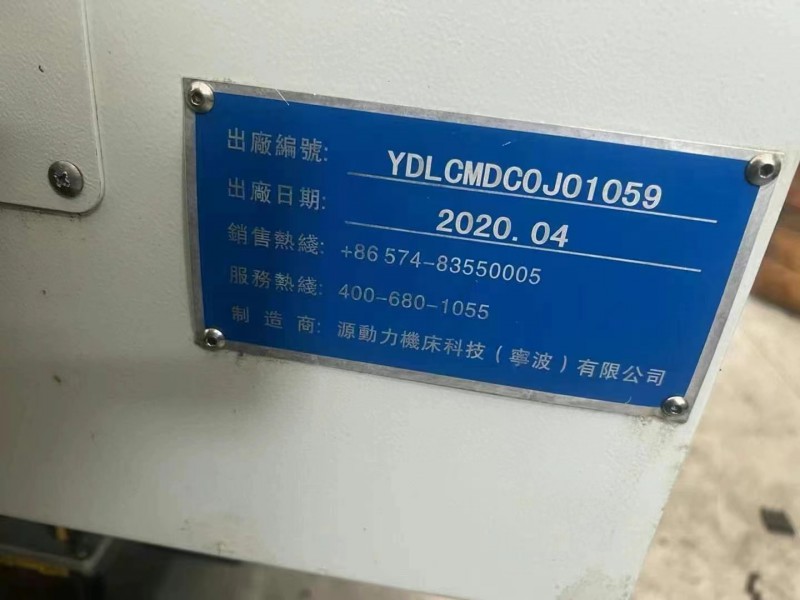 出廠編號: YDLCMDC0J01059
出廠日期: 2020.04
銷售熱綫: +86 574-83550005
服務熱綫: 400-680-1055
制造商: 源動力機床科技（寧波）有限公司